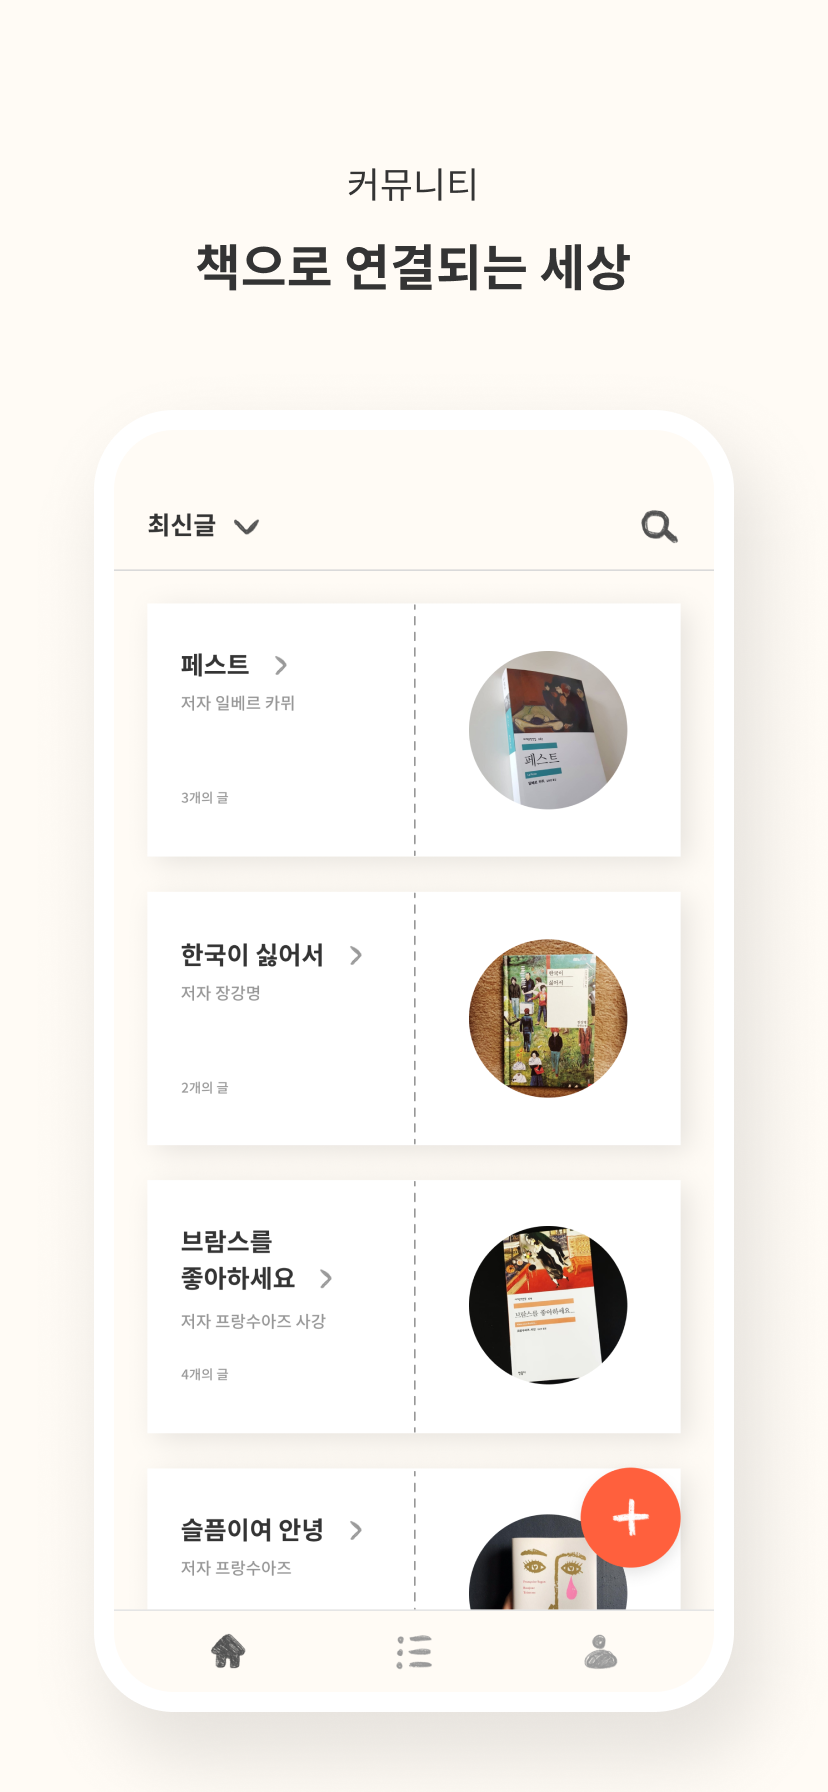 커뮤니티
책으로 연결되는 세상
최신글
페스트
저자 일베르 카뮈
3개의 글
페스트
한국이 싫어서
저자 장강명
2개의 글
한국이
싫어서
브람스를
좋아하세요
저자 프랑수아즈 사강
4개의 글
브람스를 좋아하세요...
슬픔이여 안녕
저자 프랑수아즈